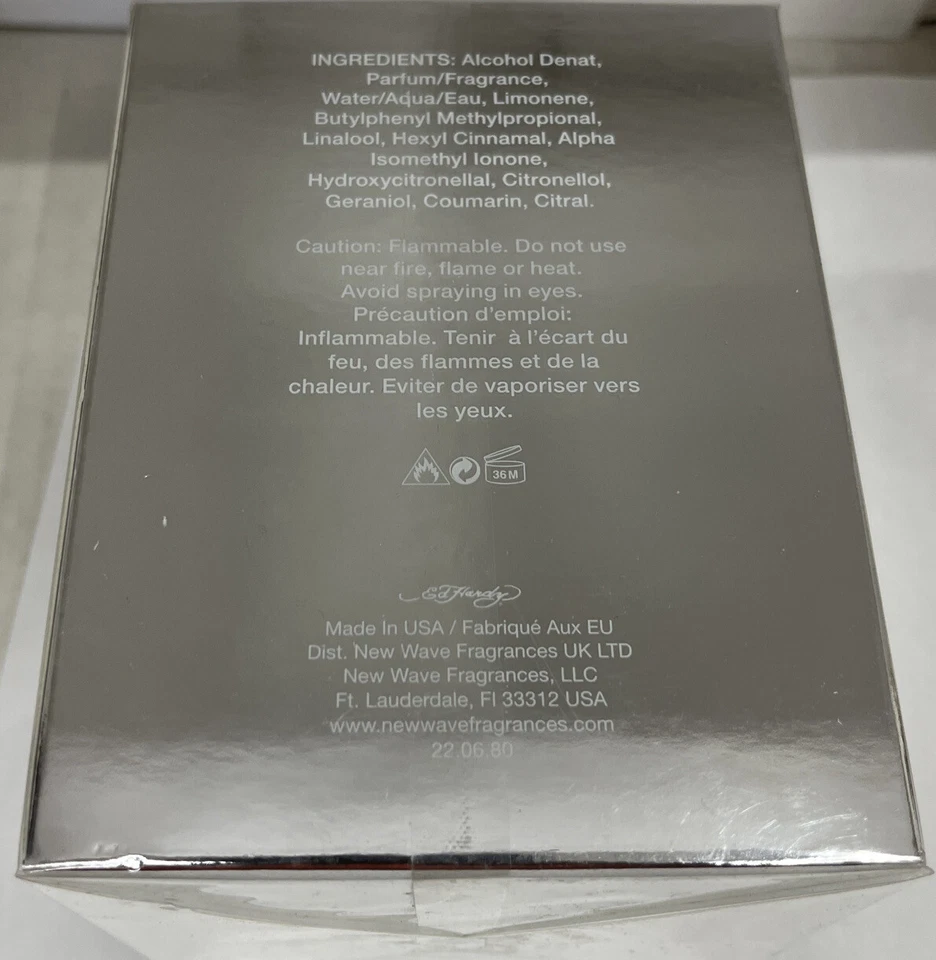 INGREDIENTS: Alcohol Denat,
Parfum/Fragrance,
Water/Aqua/Eau, Limonene,
Butylphenyl Methylpropional,
Linalool, Hexyl Cinnamal, Alpha
Isomethyl Ionone,
Hydroxycitronellal, Citronellol,
Geraniol, Coumarin, Citral.
Caution: Flammable. Do not use
near fire, flame or heat.
Avoid spraying in eyes.
Précaution d'emploi:
Inflammable. Tenir à l'écart du
feu, des flammes et de la
chaleur. Eviter de vaporiser vers
les yeux.
36M
Ed Hardy
Made In USA / Fabriqué Aux EU
Dist. New Wave Fragrances UK LTD
New Wave Fragrances, LLC
Ft. Lauderdale, Fl 33312 USA
www.newwavefragrances.com
22.06.80